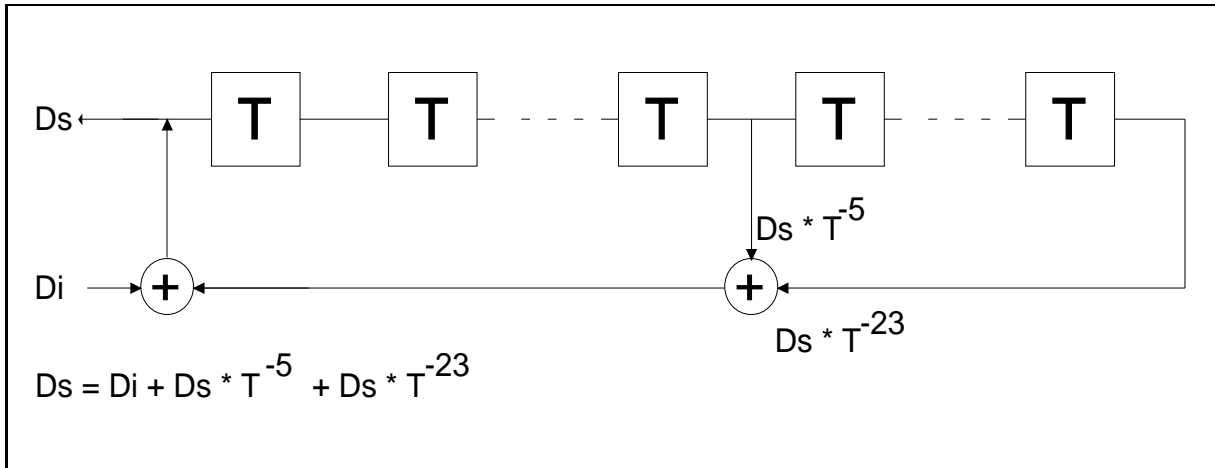 Ds T T T T T
Ds * T-5
Di + +
Ds * T-23
Ds = Di + Ds * T-5 + Ds * T-23